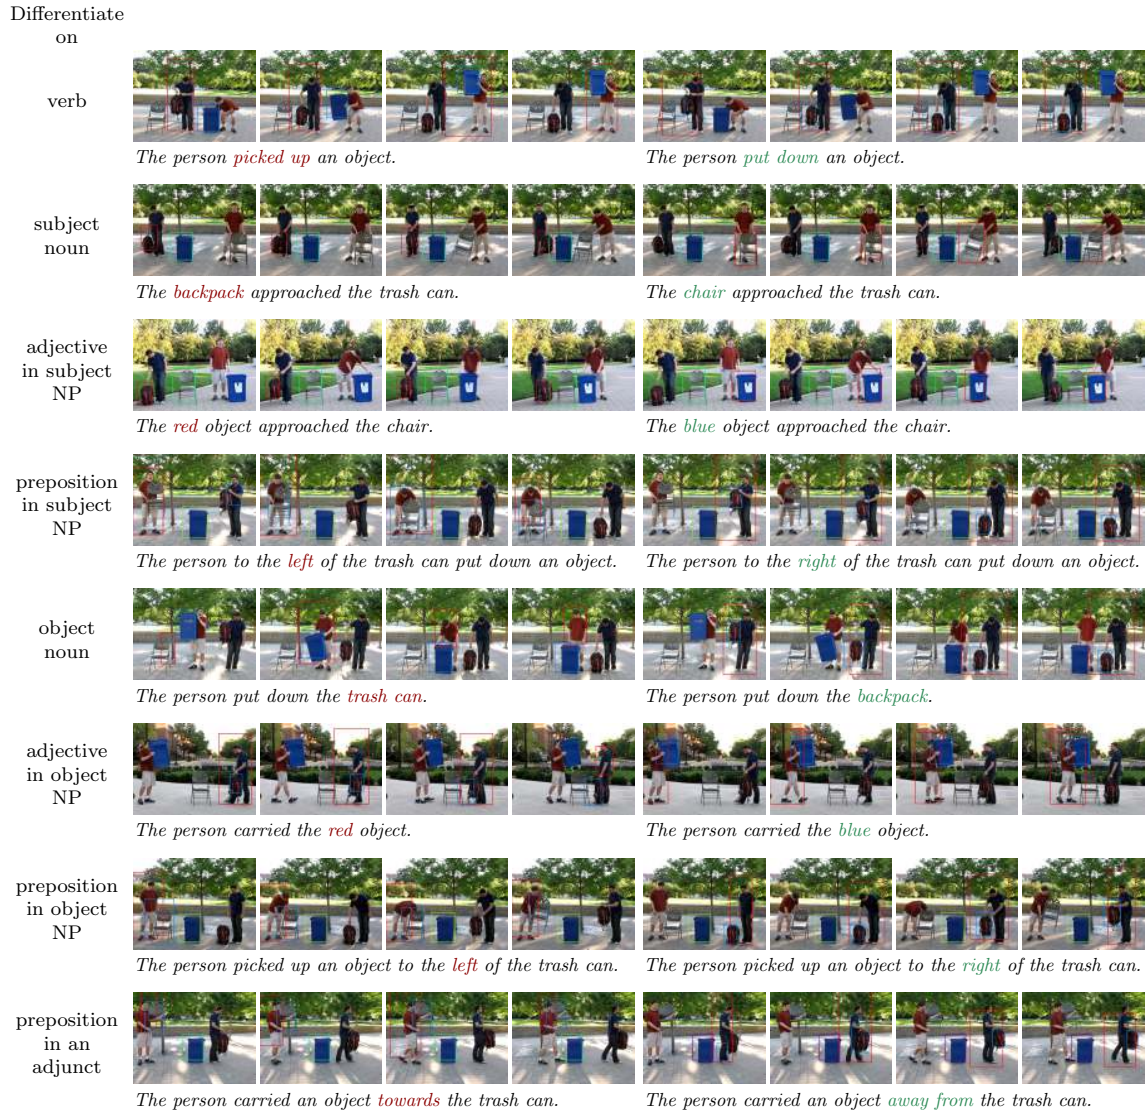 Differentiate
on
verb
The person picked up an object.
The person put down an object.
subject
noun
The backpack approached the trash can.
The chair approached the trash can.
adjective
in subject
NP
The red object approached the chair.
The blue object approached the chair.
preposition
in subject
NP
The person to the left of the trash can put down an object.
The person to the right of the trash can put down an object.
object
noun
The person put down the trash can.
The person put down the backpack.
adjective
in object
NP
The person carried the red object.
The person carried the blue object.
preposition
in object
NP
The person picked up an object to the left of the trash can.
The person picked up an object to the right of the trash can.
preposition
in an
adjunct
The person carried an object towards the trash can.
The person carried an object away from the trash can.